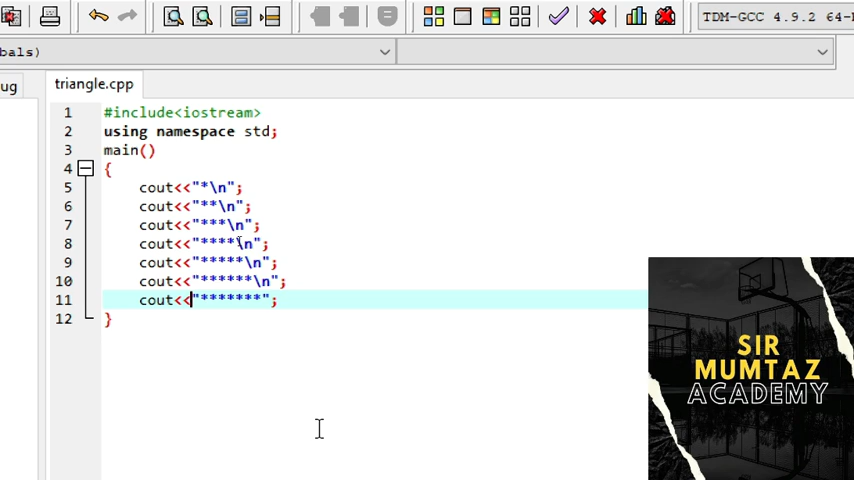 TDM-GCC 4.9.2 64-
bals)
ug
triangle.cpp
1 #include<iostream>
2 using namespace std;
3 main()
4 {
5 cout<<"*\n";
6 cout<<"**\n";
7 cout<<"***\n";
8 cout<<"****\n";
9 cout<<"*****\n";
10 cout<<"******\n";
11 cout<<"*******";
12 }
SIR
MUMTAZ
ACADEMY